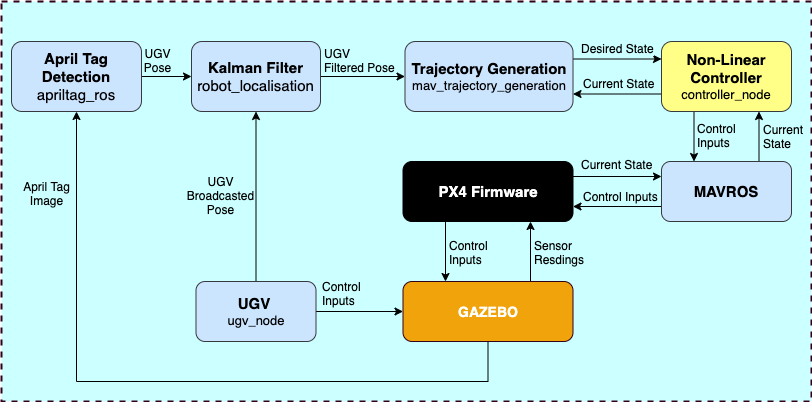 April Tag
Detection
apriltag_ros
UGV
Pose
Kalman Filter
robot_localisation
UGV
Filtered Pose
Trajectory Generation
mav_trajectory_generation
Desired State
Current State
Non-Linear
Controller
controller_node
Control
Inputs
Current
State
April Tag
Image
UGV
Broadcasted
Pose
PX4 Firmware
Current State
Control Inputs
MAVROS
Control
Inputs
Sensor
Resdings
UGV
ugv_node
Control
Inputs
GAZEBO